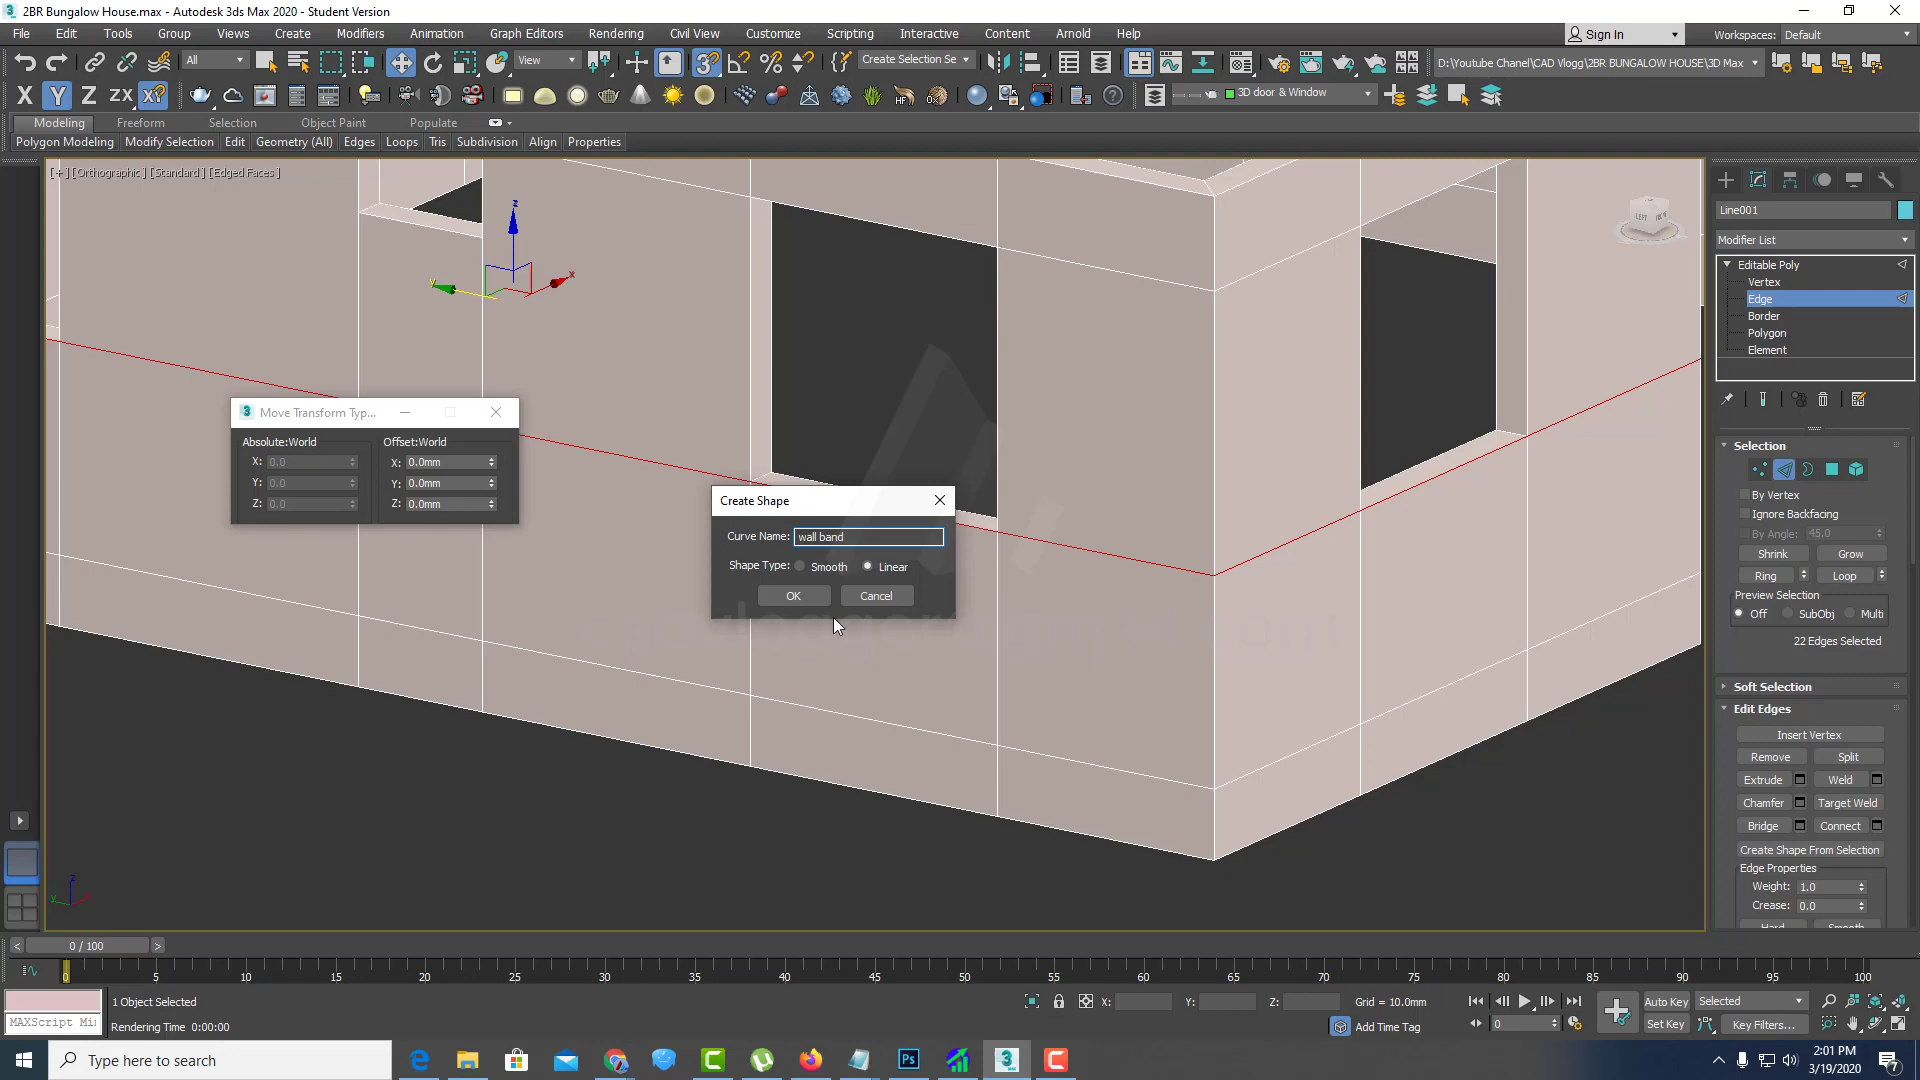 2BR Bungalow House.max - Autodesk 3ds Max 2020 - Student Version
File Edit Tools Group Views Create Modifiers Animation Graph Editors Rendering Civil View Customize Scripting Interactive Content Arnold Help
Sign In
Workspaces: Default
All
View
Create Selection Se
D:\Youtube Chanel\CAD Vlogg\2BR BUNGALOW HOUSE\3D Max
X Y Z ZX XY
3D door & Window
Modeling Freeform Selection Object Paint Populate
Polygon Modeling Modify Selection Edit Geometry (All) Edges Loops Tris Subdivision Align Properties
[ + ] [Orthographic ] [Standard ] [Edged Faces ]
Line001
Modifier List
Editable Poly
Vertex
Edge
Border
Polygon
Element
Move Transform Typ...
Absolute:World
Offset:World
X: 0.0
X: 0.0mm
Y: 0.0
Y: 0.0mm
Z: 0.0
Z: 0.0mm
Create Shape
Curve Name: wall band
Shape Type: Smooth Linear
OK Cancel
Selection
By Vertex
Ignore Backfacing
By Angle: 45.0
Shrink Grow
Ring Loop
Preview Selection
Off SubObj Multi
22 Edges Selected
Soft Selection
Edit Edges
Insert Vertex
Remove Split
Extrude Weld
Chamfer Target Weld
Bridge Connect
Create Shape From Selection
Edge Properties
Weight: 1.0
Crease: 0.0
Hard Smooth
0 / 100
0 5 10 15 20 25 30 35 40 45 50 55 60 65 70 75 80 85 90 95 100
1 Object Selected
X: Y: Z: Grid = 10.0mm
Auto Key Selected
MAXScript Mi
Rendering Time 0:00:00
Add Time Tag
0
Set Key Key Filters...
Type here to search
2:01 PM
3/19/2020